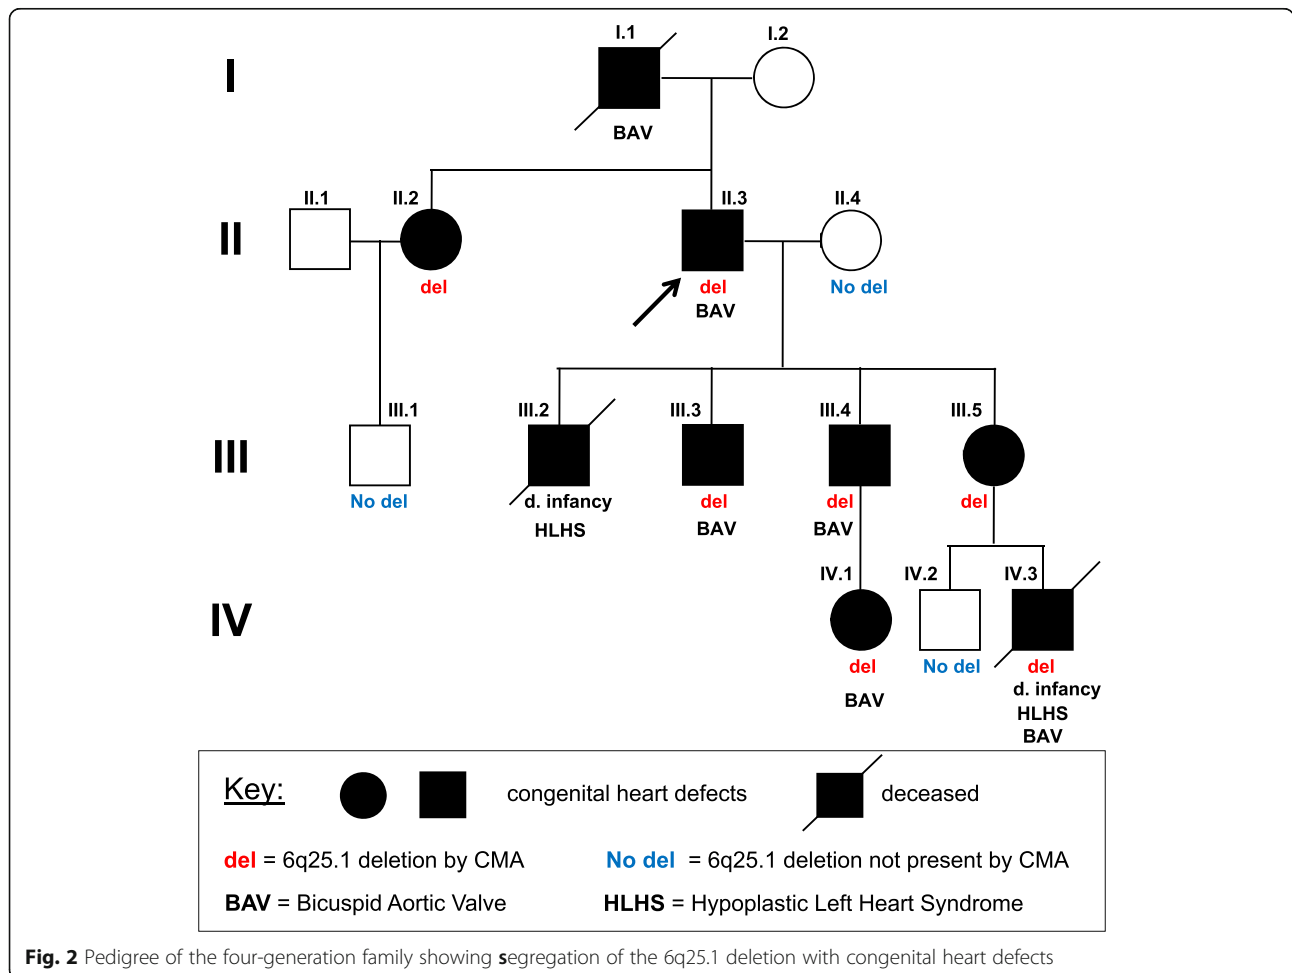 I.1 I.2
I
BAV
II.1 II.2 II.3 II.4
II
del del No del
BAV
III.1 III.2 III.3 III.4 III.5
III
No del d. infancy del del del
HLHS BAV BAV
IV.1 IV.2 IV.3
IV
del No del del
BAV d. infancy
HLHS
BAV
Key: congenital heart defects deceased
del = 6q25.1 deletion by CMA No del = 6q25.1 deletion not present by CMA
BAV = Bicuspid Aortic Valve HLHS = Hypoplastic Left Heart Syndrome
Fig. 2 Pedigree of the four-generation family showing segregation of the 6q25.1 deletion with congenital heart defects